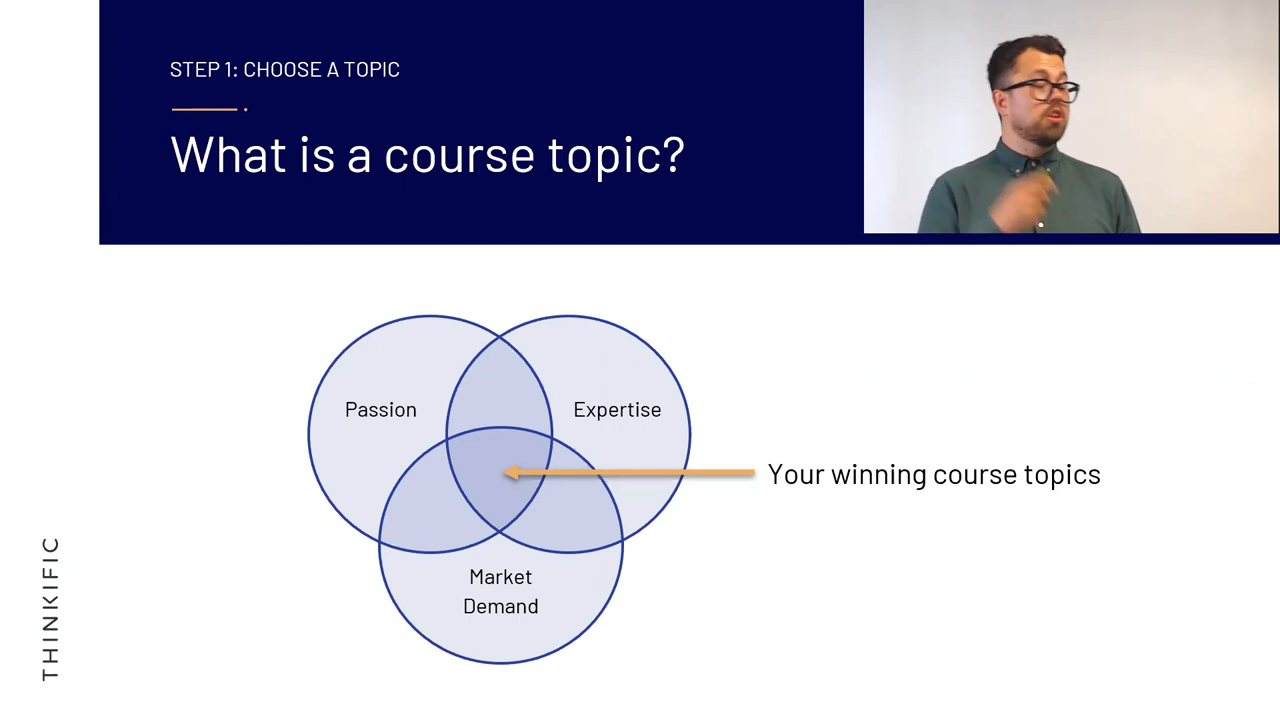 STEP 1: CHOOSE A TOPIC
What is a course topic?
Passion
Expertise
Your winning course topics
Market
Demand
THINKIFIC